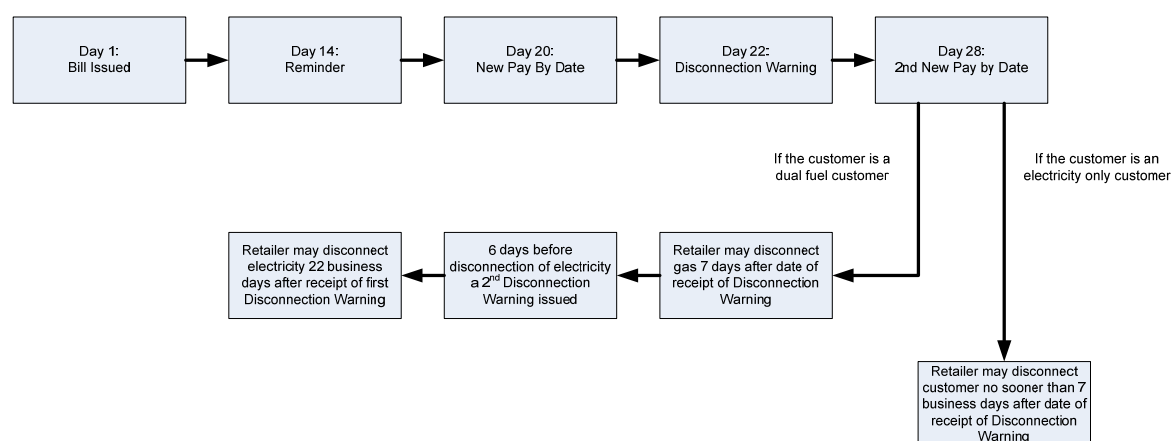 Day 1:
Bill Issued
Day 14:
Reminder
Day 20:
New Pay By Date
Day 22:
Disconnection Warning
Day 28:
2nd New Pay by Date
If the customer is a
dual fuel customer
If the customer is an
electricity only customer
Retailer may disconnect
electricity 22 business
days after receipt of first
Disconnection Warning
6 days before
disconnection of electricity
a 2nd Disconnection
Warning issued
Retailer may disconnect
gas 7 days after date of
receipt of Disconnection
Warning
Retailer may disconnect
customer no sooner than 7
business days after date of
receipt of Disconnection
Warning